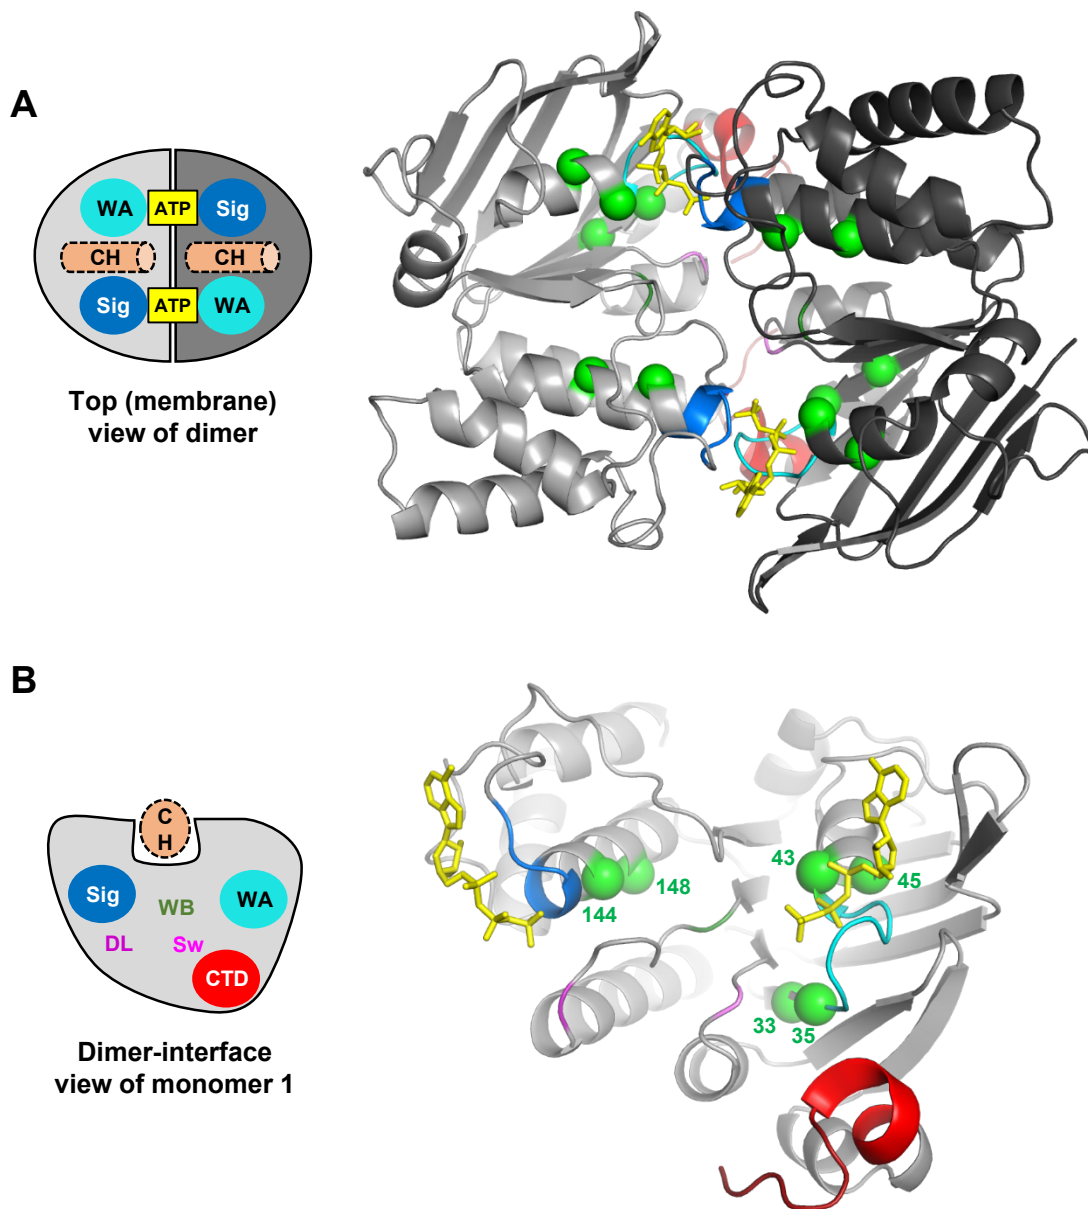 A
WA
ATP
Sig
CH
CH
Sig
ATP
WA
Top (membrane)
view of dimer
B
C
H
Sig
WB
WA
DL
Sw
CTD
Dimer-interface
view of monomer 1
43
45
148
144
33
35